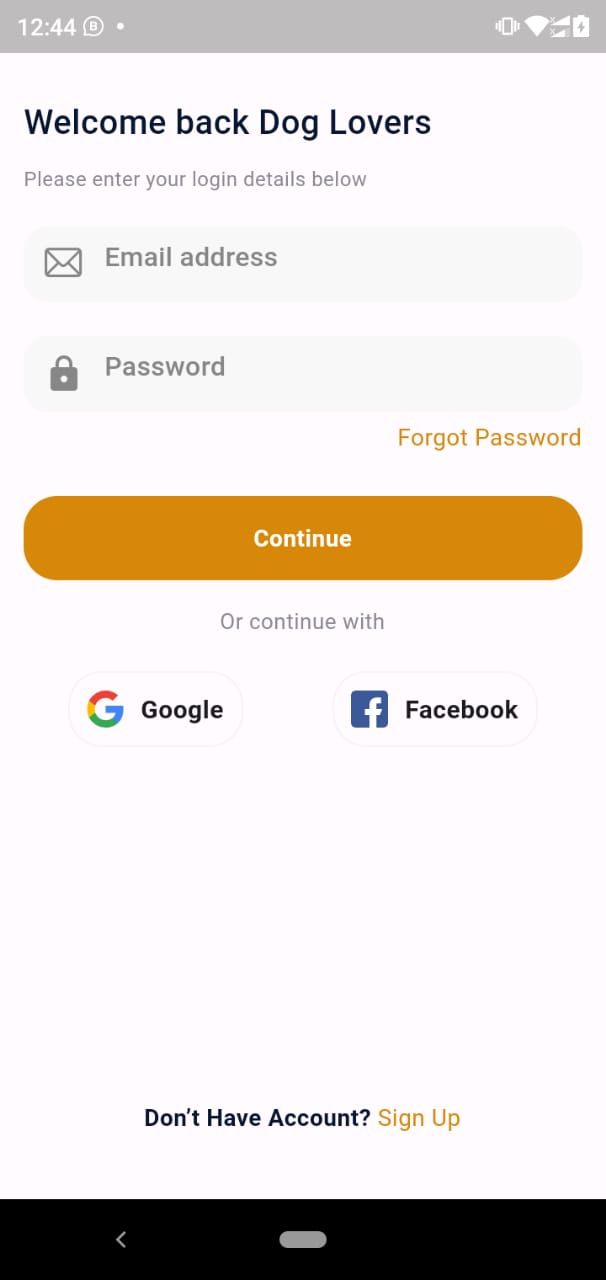 12:44
Welcome back Dog Lovers
Please enter your login details below
Email address
Password
Forgot Password
Continue
Or continue with
Google
Facebook
Don’t Have Account? Sign Up